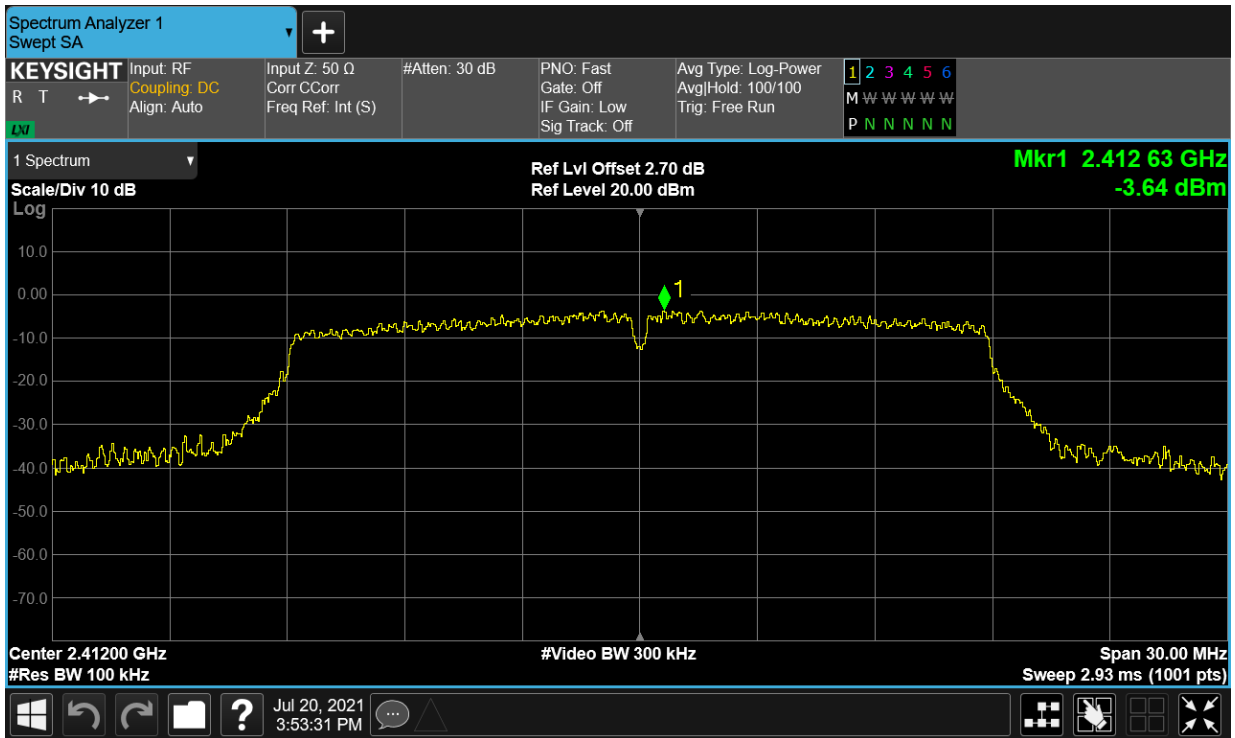 Spectrum Analyzer 1
Swept SA
KEYSIGHT
R T
LXI
Input: RF
Coupling: DC
Align: Auto
Input Z: 50 Ω
Corr CCorr
Freq Ref: Int (S)
#Atten: 30 dB
PNO: Fast
Gate: Off
IF Gain: Low
Sig Track: Off
Avg Type: Log-Power
Avg|Hold: 100/100
Trig: Free Run
1 2 3 4 5 6
M W W W W W
P N N N N N
1 Spectrum
Scale/Div 10 dB
Log
Ref Lvl Offset 2.70 dB
Ref Level 20.00 dBm
Mkr1 2.412 63 GHz
-3.64 dBm
10.0
0.00
-10.0
-20.0
-30.0
-40.0
-50.0
-60.0
-70.0
1
Center 2.41200 GHz
#Res BW 100 kHz
#Video BW 300 kHz
Span 30.00 MHz
Sweep 2.93 ms (1001 pts)
?
Jul 20, 2021
3:53:31 PM